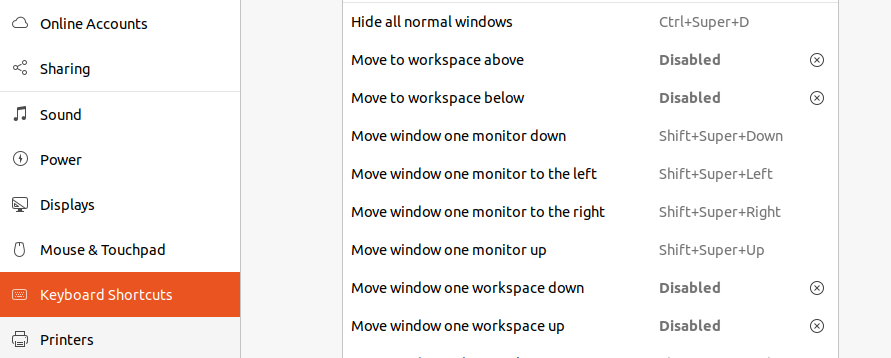 Online Accounts
Sharing
Sound
Power
Displays
Mouse & Touchpad
Keyboard Shortcuts
Printers
Hide all normal windows Ctrl+Super+D
Move to workspace above Disabled
Move to workspace below Disabled
Move window one monitor down Shift+Super+Down
Move window one monitor to the left Shift+Super+Left
Move window one monitor to the right Shift+Super+Right
Move window one monitor up Shift+Super+Up
Move window one workspace down Disabled
Move window one workspace up Disabled